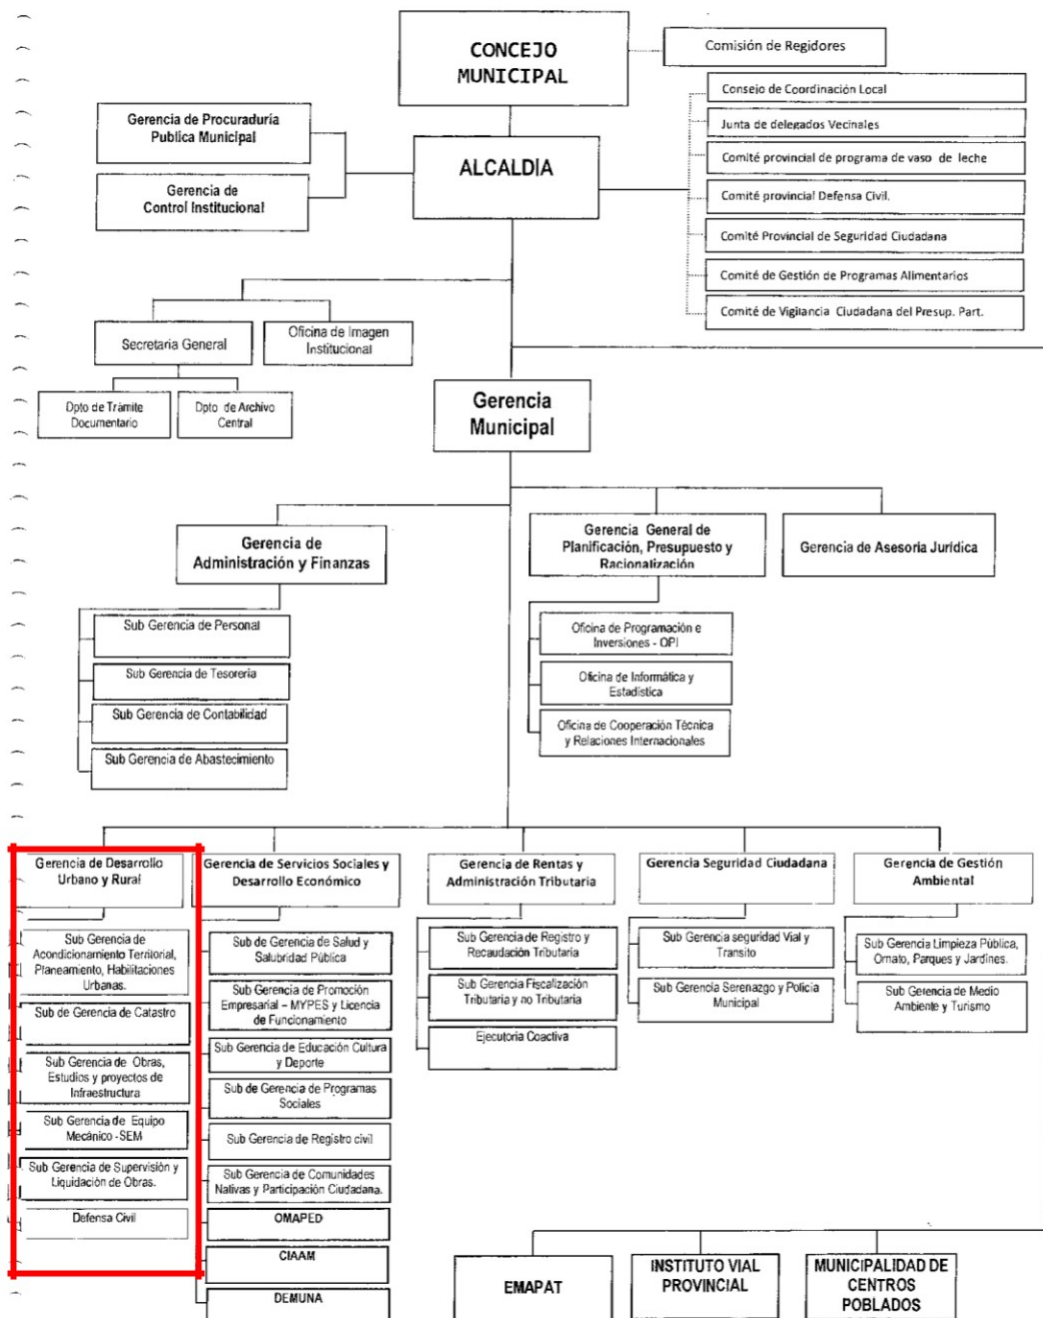 CONCEJO
MUNICIPAL
Comisión de Regidores
Gerencia de Procuraduría
Publica Municipal
Gerencia de
Control Institucional
ALCALDIA
Consejo de Coordinación Local
Junta de delegados Vecinales
Comité provincial de programa de vaso de leche
Comité provincial Defensa Civil.
Comité Provincial de Seguridad Ciudadana
Comité de Gestión de Programas Alimentarios
Comité de Vigilancia Ciudadana del Presup. Part.
Secretaria General
Oficina de Imagen
Institucional
Dpto de Trámite
Documentario
Dpto de Archivo
Central
Gerencia
Municipal
Gerencia de
Administración y Finanzas
Gerencia General de
Planificación, Presupuesto y
Racionalización
Gerencia de Asesoria Jurídica
Sub Gerencia de Personal
Sub Gerencia de Tesoreria
Sub Gerencia de Contabilidad
Sub Gerencia de Abastecimiento
Oficina de Programación e
Inversiones - OPI
Oficina de Informática y
Estadística
Oficina de Cooperación Técnica
y Relaciones Internacionales
Gerencia de Desarrollo
Urbano y Rural
Sub Gerencia de
Acondicionamiento Territorial,
Planeamiento, Habilitaciones
Urbanas.
Sub de Gerencia de Catastro
Sub Gerencia de Obras,
Estudios y proyectos de
Infraestructura
Sub Gerencia de Equipo
Mecánico -SEM
Sub Gerencia de Supervisión y
Liquidación de Obras.
Defensa Civil
Gerencia de Servicios Sociales y
Desarrollo Económico
Sub de Gerencia de Salud y
Salubridad Pública
Sub Gerencia de Promoción
Empresarial – MYPES y Licencia
de Funcionamiento
Sub Gerencia de Educación Cultura
y Deporte
Sub de Gerencia de Programas
Sociales
Sub Gerencia de Registro civil
Sub Gerencia de Comunidades
Nativas y Participación Ciudadana.
OMAPED
CIAAM
DEMUNA
Gerencia de Rentas y
Administración Tributaria
Sub Gerencia de Registro y
Recaudación Tributaria
Sub Gerencia Fiscalización
Tributaria y no Tributaria
Ejecutoria Coactiva
Gerencia Seguridad Ciudadana
Sub Gerencia seguridad Vial y
Transito
Sub Gerencia Serenazgo y Policía
Municipal
Gerencia de Gestión
Ambiental
Sub Gerencia Limpieza Pública,
Ornato, Parques y Jardines.
Sub Gerencia de Medio
Ambiente y Turismo
EMAPAT
INSTITUTO VIAL
PROVINCIAL
MUNICIPALIDAD DE
CENTROS
POBLADOS